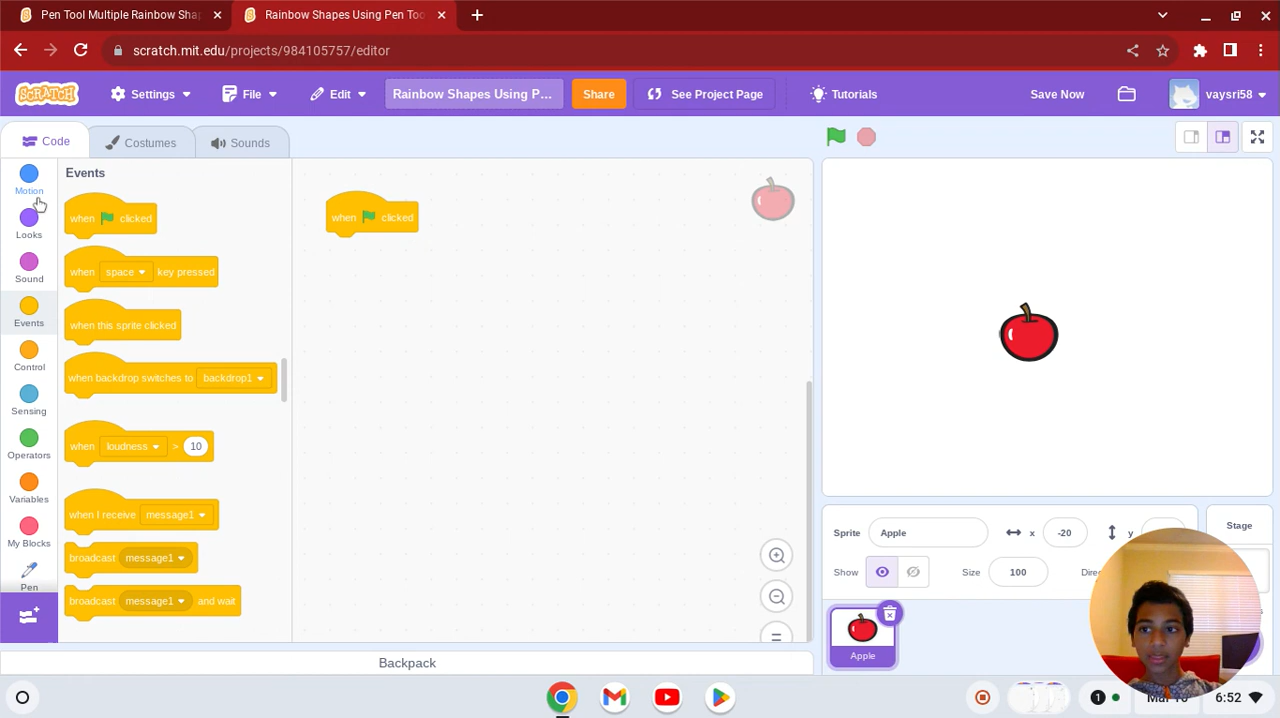 Pen Tool Multiple Rainbow Sha
Rainbow Shapes Using Pen Too
scratch.mit.edu/projects/984105757/editor
SCRATCH
Settings
File
Edit
Rainbow Shapes Using P...
Share
See Project Page
Tutorials
Save Now
vaysri58
Code
Costumes
Sounds
Motion
Looks
Sound
Events
Control
Sensing
Operators
Variables
My Blocks
Pen
Events
when clicked
when space key pressed
when this sprite clicked
when backdrop switches to backdrop1
when loudness > 10
when I receive message1
broadcast message1
broadcast message1 and wait
when clicked
Backpack
Sprite Apple x -20 y
Show Size 100 Direc
Apple
Stage
1
6:52